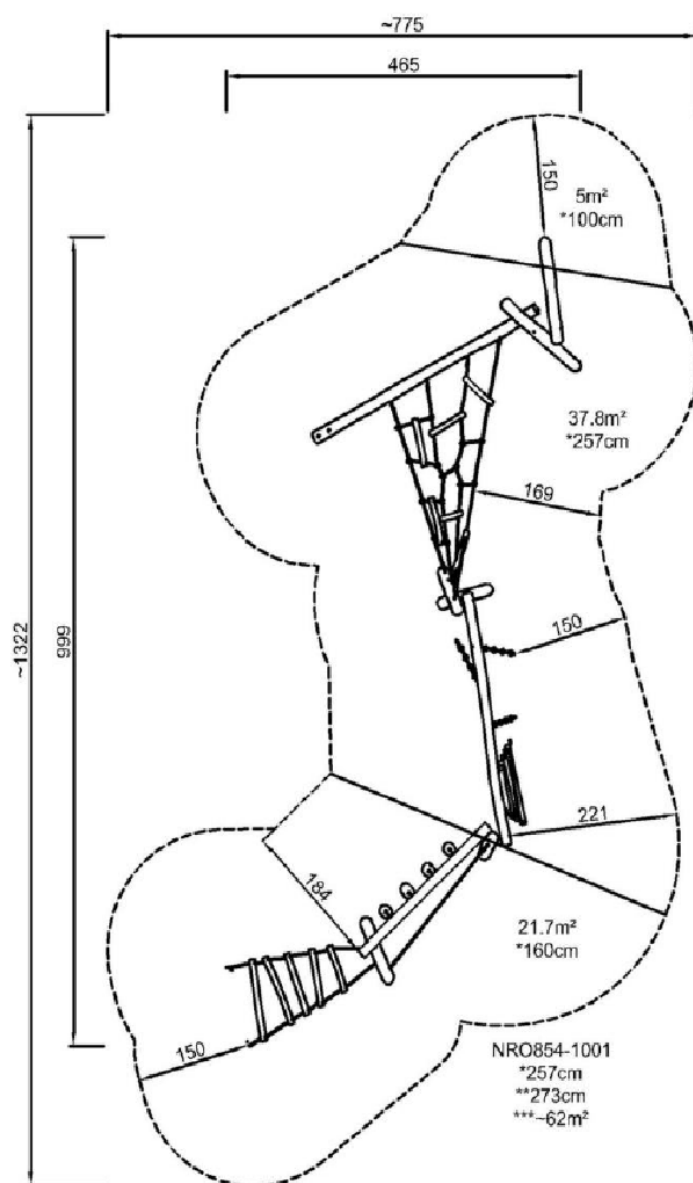 ~775
465
150
5m²
*100cm
37.8m²
*257cm
169
~1322
999
150
221
184
21.7m²
*160cm
150
NRO854-1001
*257cm
**273cm
***~62m²